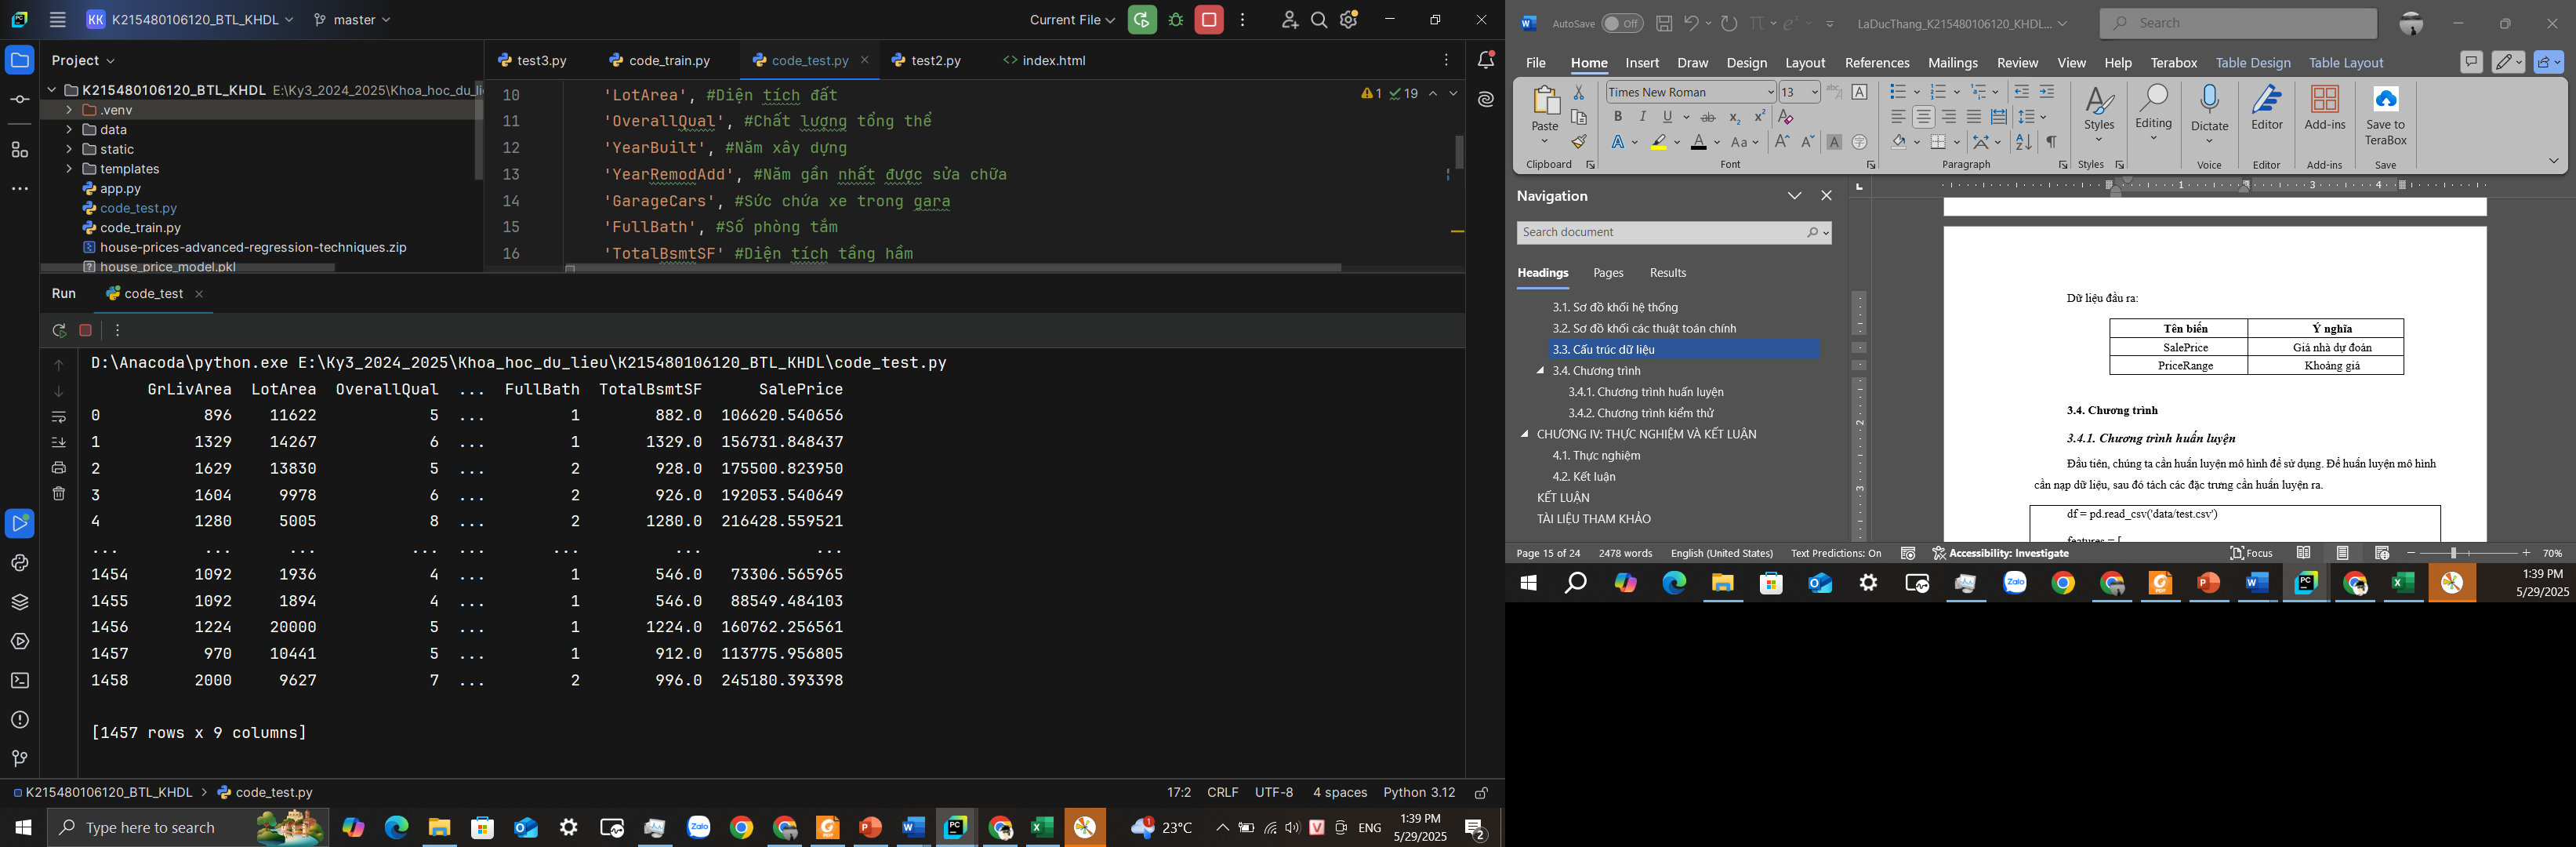 KK K215480106120_BTL_KHDL master Current File
Project
K215480106120_BTL_KHDL E:\Ky3_2024_2025\Khoa_hoc_du_li
.venv
data
static
templates
app.py
code_test.py
code_train.py
house-prices-advanced-regression-techniques.zip
house_price_model.pkl
test3.py code_train.py code_test.py test2.py index.html
1 19
10 'LotArea', #Diện tích đất
11 'OverallQual', #Chất lượng tổng thể
12 'YearBuilt', #Năm xây dựng
13 'YearRemodAdd', #Năm gần nhất được sửa chữa
14 'GarageCars', #Sức chứa xe trong gara
15 'FullBath', #Số phòng tắm
16 'TotalBsmtSF' #Diện tích tầng hầm
Run code_test
D:\Anacoda\python.exe E:\Ky3_2024_2025\Khoa_hoc_du_lieu\K215480106120_BTL_KHDL\code_test.py
GrLivArea LotArea OverallQual ... FullBath TotalBsmtSF SalePrice
0 896 11622 5 ... 1 882.0 106620.540656
1 1329 14267 6 ... 1 1329.0 156731.848437
2 1629 13830 5 ... 2 928.0 175500.823950
3 1604 9978 6 ... 2 926.0 192053.540649
4 1280 5005 8 ... 2 1280.0 216428.559521
... ... ... ... ... ... ... ...
1454 1092 1936 4 ... 1 546.0 73306.565965
1455 1092 1894 4 ... 1 546.0 88549.484103
1456 1224 20000 5 ... 1 1224.0 160762.256561
1457 970 10441 5 ... 1 912.0 113775.956805
1458 2000 9627 7 ... 2 996.0 245180.393398
[1457 rows x 9 columns]
K215480106120_BTL_KHDL > code_test.py
17:2 CRLF UTF-8 4 spaces Python 3.12
Type here to search
23°C ENG 1:39 PM
5/29/2025
2
AutoSave Off LaDucThang_K215480106120_KHDL... Search
File Home Insert Draw Design Layout References Mailings Review View Help Terabox Table Design Table Layout
Times New Roman 13
Paste
Styles Editing Dictate Editor Add-ins Save to TeraBox
Clipboard Font Paragraph Styles Voice Editor Add-ins Save
Navigation
Search document
Headings Pages Results
3.1. Sơ đồ khối hệ thống
3.2. Sơ đồ khối các thuật toán chính
3.3. Cấu trúc dữ liệu
3.4. Chương trình
3.4.1. Chương trình huấn luyện
3.4.2. Chương trình kiểm thử
CHƯƠNG IV: THỰC NGHIỆM VÀ KẾT LUẬN
4.1. Thực nghiệm
4.2. Kết luận
KẾT LUẬN
TÀI LIỆU THAM KHẢO
Dữ liệu đầu ra:
Tên biến Ý nghĩa
SalePrice Giá nhà dự đoán
PriceRange Khoảng giá
3.4. Chương trình
3.4.1. Chương trình huấn luyện
Đầu tiên, chúng ta cần huấn luyện mô hình để sử dụng. Để huấn luyện mô hình
cần nạp dữ liệu, sau đó tách các đặc trưng cần huấn luyện ra.
df = pd.read_csv('data/test.csv')
features = [
Page 15 of 24 2478 words English (United States) Text Predictions: On Accessibility: Investigate Focus 70%
1:39 PM
5/29/2025